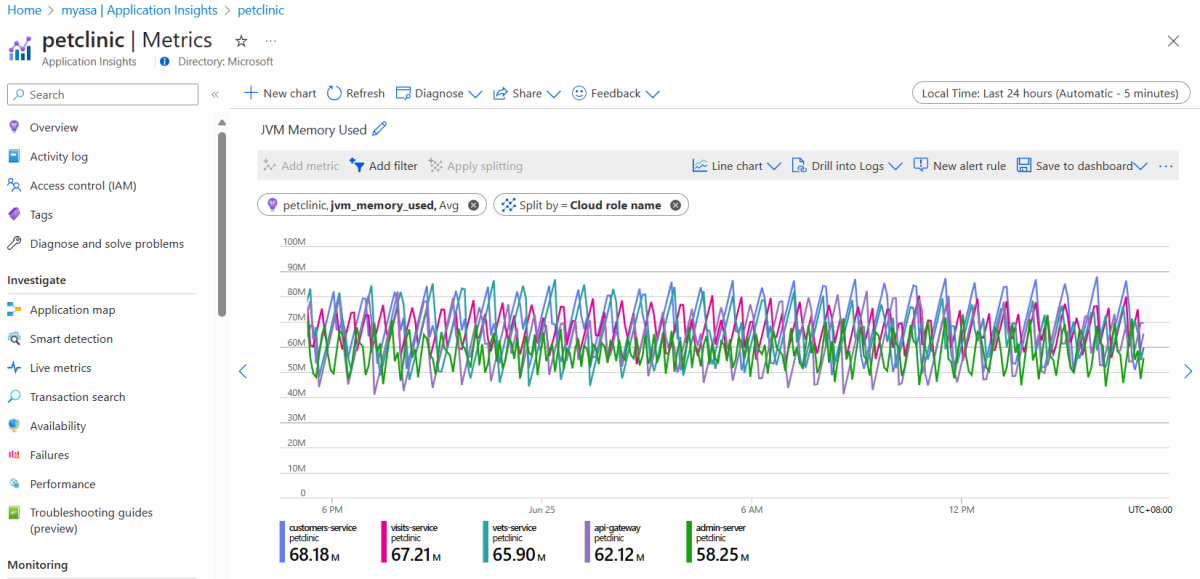 Home > myasa | Application Insights > petclinic
petclinic | Metrics ☆ ...
Application Insights Directory: Microsoft
Search «
Overview
Activity log
Access control (IAM)
Tags
Diagnose and solve problems
Investigate
Application map
Smart detection
Live metrics
Transaction search
Availability
Failures
Performance
Troubleshooting guides
(preview)
Monitoring
New chart Refresh Diagnose Share Feedback
Local Time: Last 24 hours (Automatic - 5 minutes)
JVM Memory Used
Add metric Add filter Apply splitting Line chart Drill into Logs New alert rule Save to dashboard ...
petclinic, jvm_memory_used, Avg Split by = Cloud role name
100M
90M
80M
70M
60M
50M
40M
30M
20M
10M
0
6 PM Jun 25 6 AM 12 PM UTC+08:00
customers-service
petclinic
68.18 M
visits-service
petclinic
67.21 M
vets-service
petclinic
65.90 M
api-gateway
petclinic
62.12 M
admin-server
petclinic
58.25 M